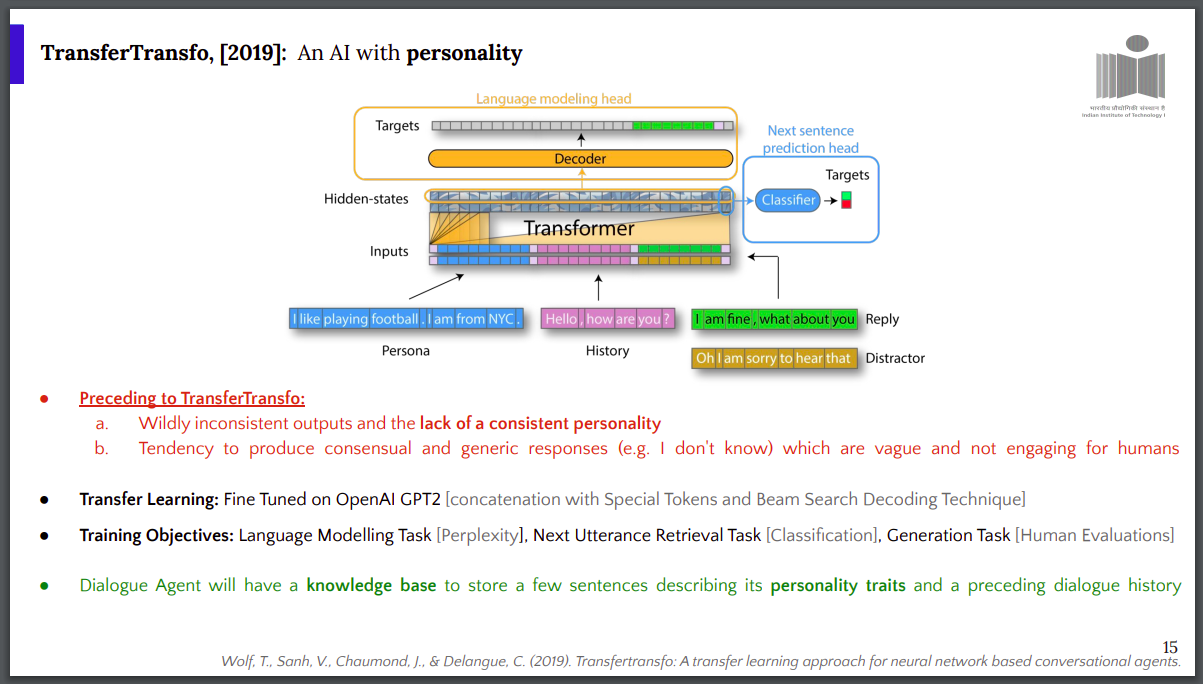 TransferTransfo, [2019]: An AI with personality
भारतीय प्रौद्योगिकी संस्थान
Indian Institute of Technology
Language modeling head
Targets
Decoder
Next sentence
prediction head
Targets
Classifier
Hidden-states
Transformer
Inputs
I like playing football . I am from NYC .
Persona
Hello , how are you ?
History
I am fine , what about you
Reply
Oh I am sorry to hear that
Distractor
● Preceding to TransferTransfo:
a. Wildly inconsistent outputs and the lack of a consistent personality
b. Tendency to produce consensual and generic responses (e.g. I don't know) which are vague and not engaging for humans
● Transfer Learning: Fine Tuned on OpenAI GPT2 [concatenation with Special Tokens and Beam Search Decoding Technique]
● Training Objectives: Language Modelling Task [Perplexity], Next Utterance Retrieval Task [Classification], Generation Task [Human Evaluations]
● Dialogue Agent will have a knowledge base to store a few sentences describing its personality traits and a preceding dialogue history
15
Wolf, T., Sanh, V., Chaumond, J., & Delangue, C. (2019). Transfertransfo: A transfer learning approach for neural network based conversational agents.